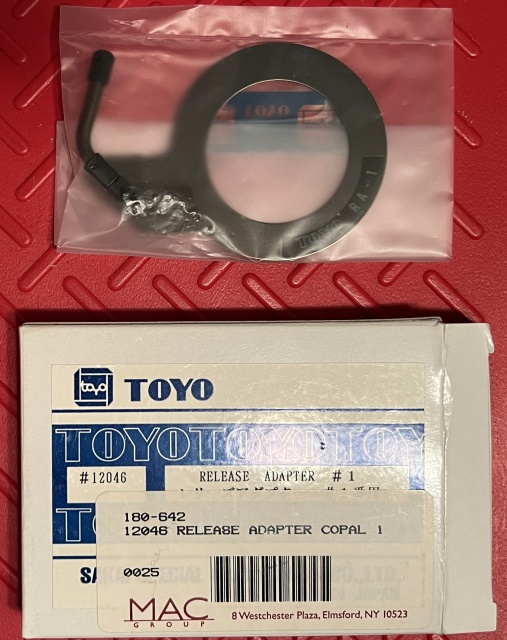 TOYO RA-1
toyo TOYO
TOYOTOYOTOYOTOY
#12046 RELEASE ADAPTER #1
180-642
12046 RELEASE ADAPTER COPAL 1
0025
MAC
GROUP
8 Westchester Plaza, Elmsford, NY 10523